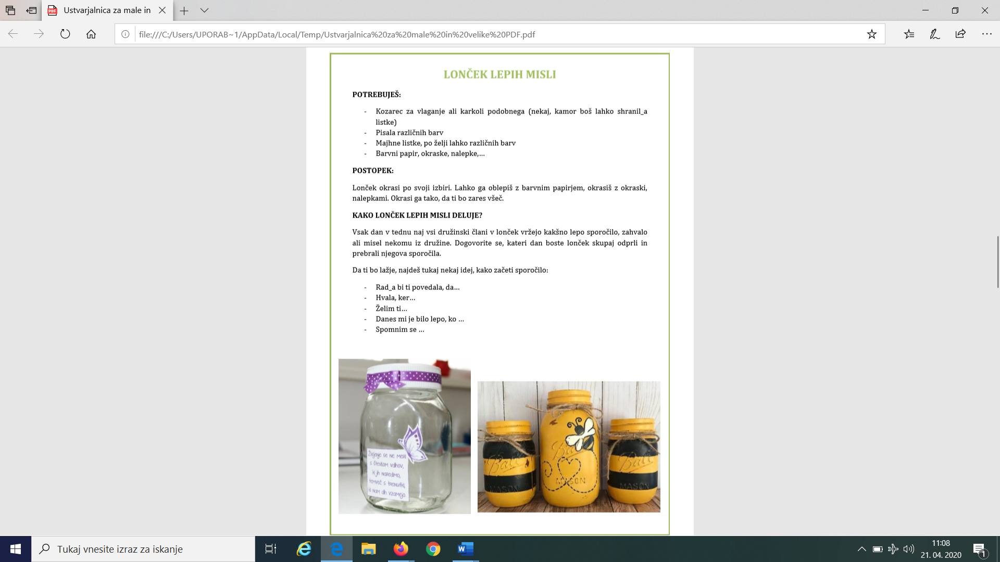 Ustvarjalnica za male in
file:///C:/Users/UPORAB~1/AppData/Local/Temp/Ustvarjalnica%20za%20male%20in%20velike%20PDF.pdf
LONČEK LEPIH MISLI
POTREBUJEŠ:
- Kozarec za vlaganje ali karkoli podobnega (nekaj, kamor boš lahko shranil_a
listke)
- Pisala različnih barv
- Majhne listke, po želji lahko različnih barv
- Barvni papir, okraske, nalepke,...
POSTOPEK:
Lonček okrasi po svoji izbiri. Lahko ga oblepiš z barvnim papirjem, okrasiš z okraski,
nalepkami. Okrasi ga tako, da ti bo zares všeč.
KAKO LONČEK LEPIH MISLI DELUJE?
Vsak dan v tednu naj vsi družinski člani v lonček vržejo kakšno lepo sporočilo, zahvalo
ali misel nekomu iz družine. Dogovorite se, kateri dan boste lonček skupaj odprli in
prebrali njegova sporočila.
Da ti bo lažje, najdeš tukaj nekaj idej, kako začeti sporočilo:
- Rad_a bi ti povedala, da...
- Hvala, ker...
- Želim ti...
- Danes mi je bilo lepo, ko ...
- Spomnim se ...
Življenje se ne meri
s številom vdihov,
ki jih naredimo,
temveč s trenutki,
ki nam dih vzamejo.
Ball
MASON
Ball
MASON
Ball
MASON
Tukaj vnesite izraz za iskanje
11:08
21. 04. 2020
1